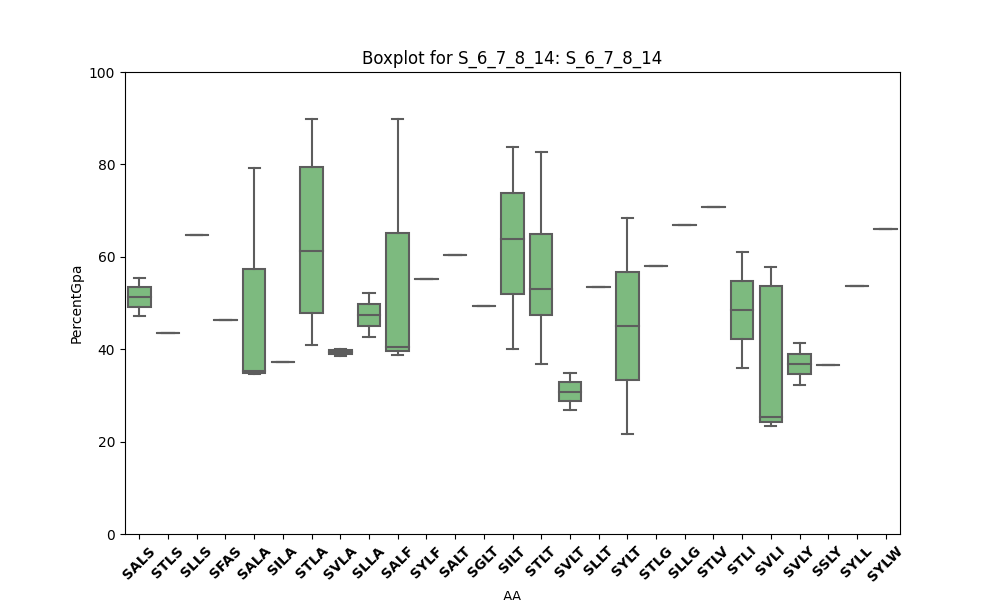 Boxplot for S_6_7_8_14: S_6_7_8_14
100
80
60
40
20
0
PercentGpa
SALS STLS SLLS SFAS SALA SILA STLA SVLA SLLA SALF SYLF SALT SGLT SILT STLT SVLT SLLT SYLT STLG SLLG STLV STLI SVLI SVLY SSLY SYLL SYLW
AA